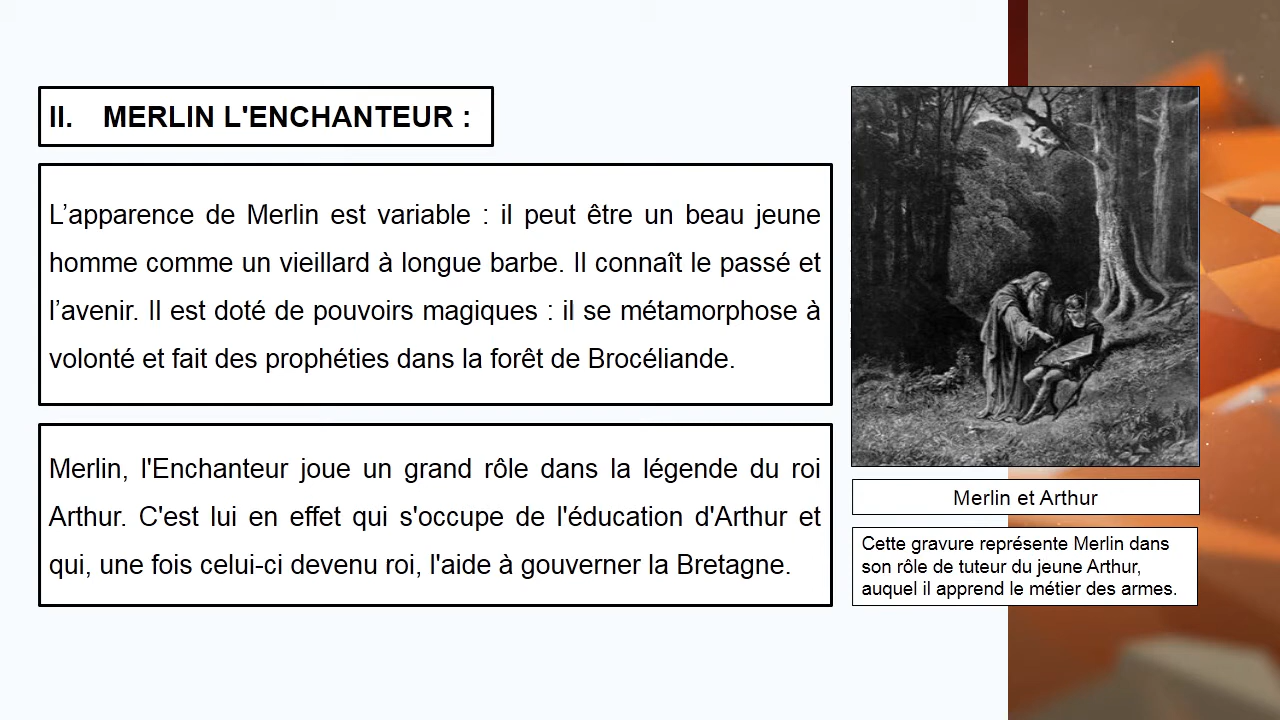 II. MERLIN L'ENCHANTEUR :
L’apparence de Merlin est variable : il peut être un beau jeune
homme comme un vieillard à longue barbe. Il connaît le passé et
l’avenir. Il est doté de pouvoirs magiques : il se métamorphose à
volonté et fait des prophéties dans la forêt de Brocéliande.
Merlin, l'Enchanteur joue un grand rôle dans la légende du roi
Arthur. C'est lui en effet qui s'occupe de l'éducation d'Arthur et
qui, une fois celui-ci devenu roi, l'aide à gouverner la Bretagne.
Merlin et Arthur
Cette gravure représente Merlin dans
son rôle de tuteur du jeune Arthur,
auquel il apprend le métier des armes.